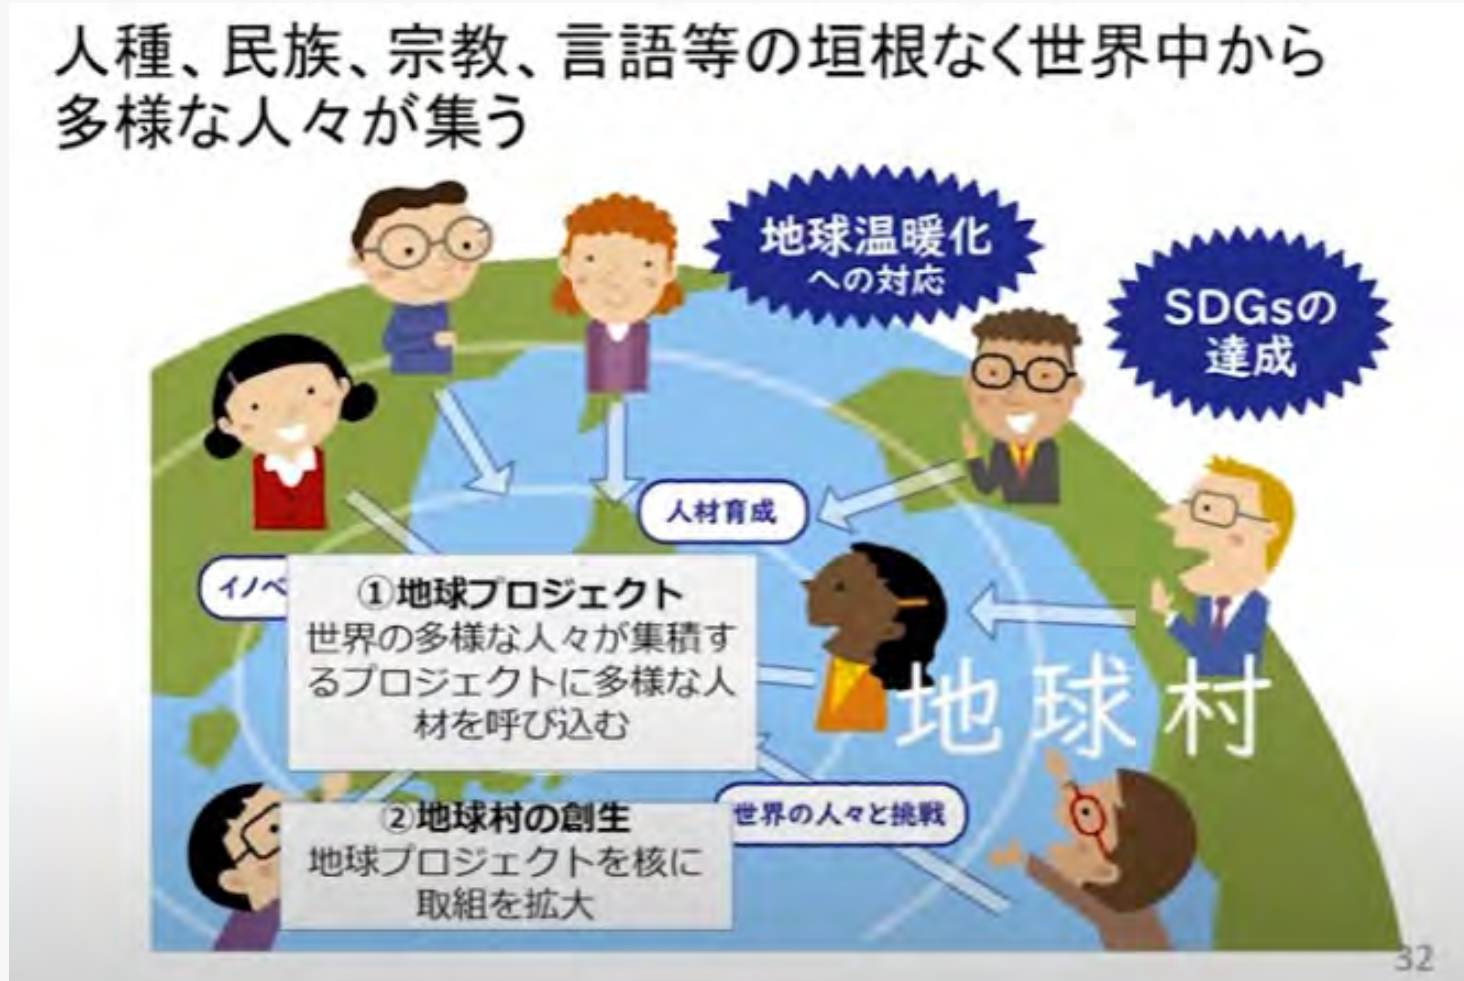 人種、民族、宗教、言語等の垣根なく世界中から
多様な人々が集う
地球温暖化
への対応
SDGsの
達成
人材育成
イノベ
①地球プロジェクト
世界の多様な人々が集積す
るプロジェクトに多様な人
材を呼び込む
地球村
世界の人々と挑戦
②地球村の創生
地球プロジェクトを核に
取組を拡大
32